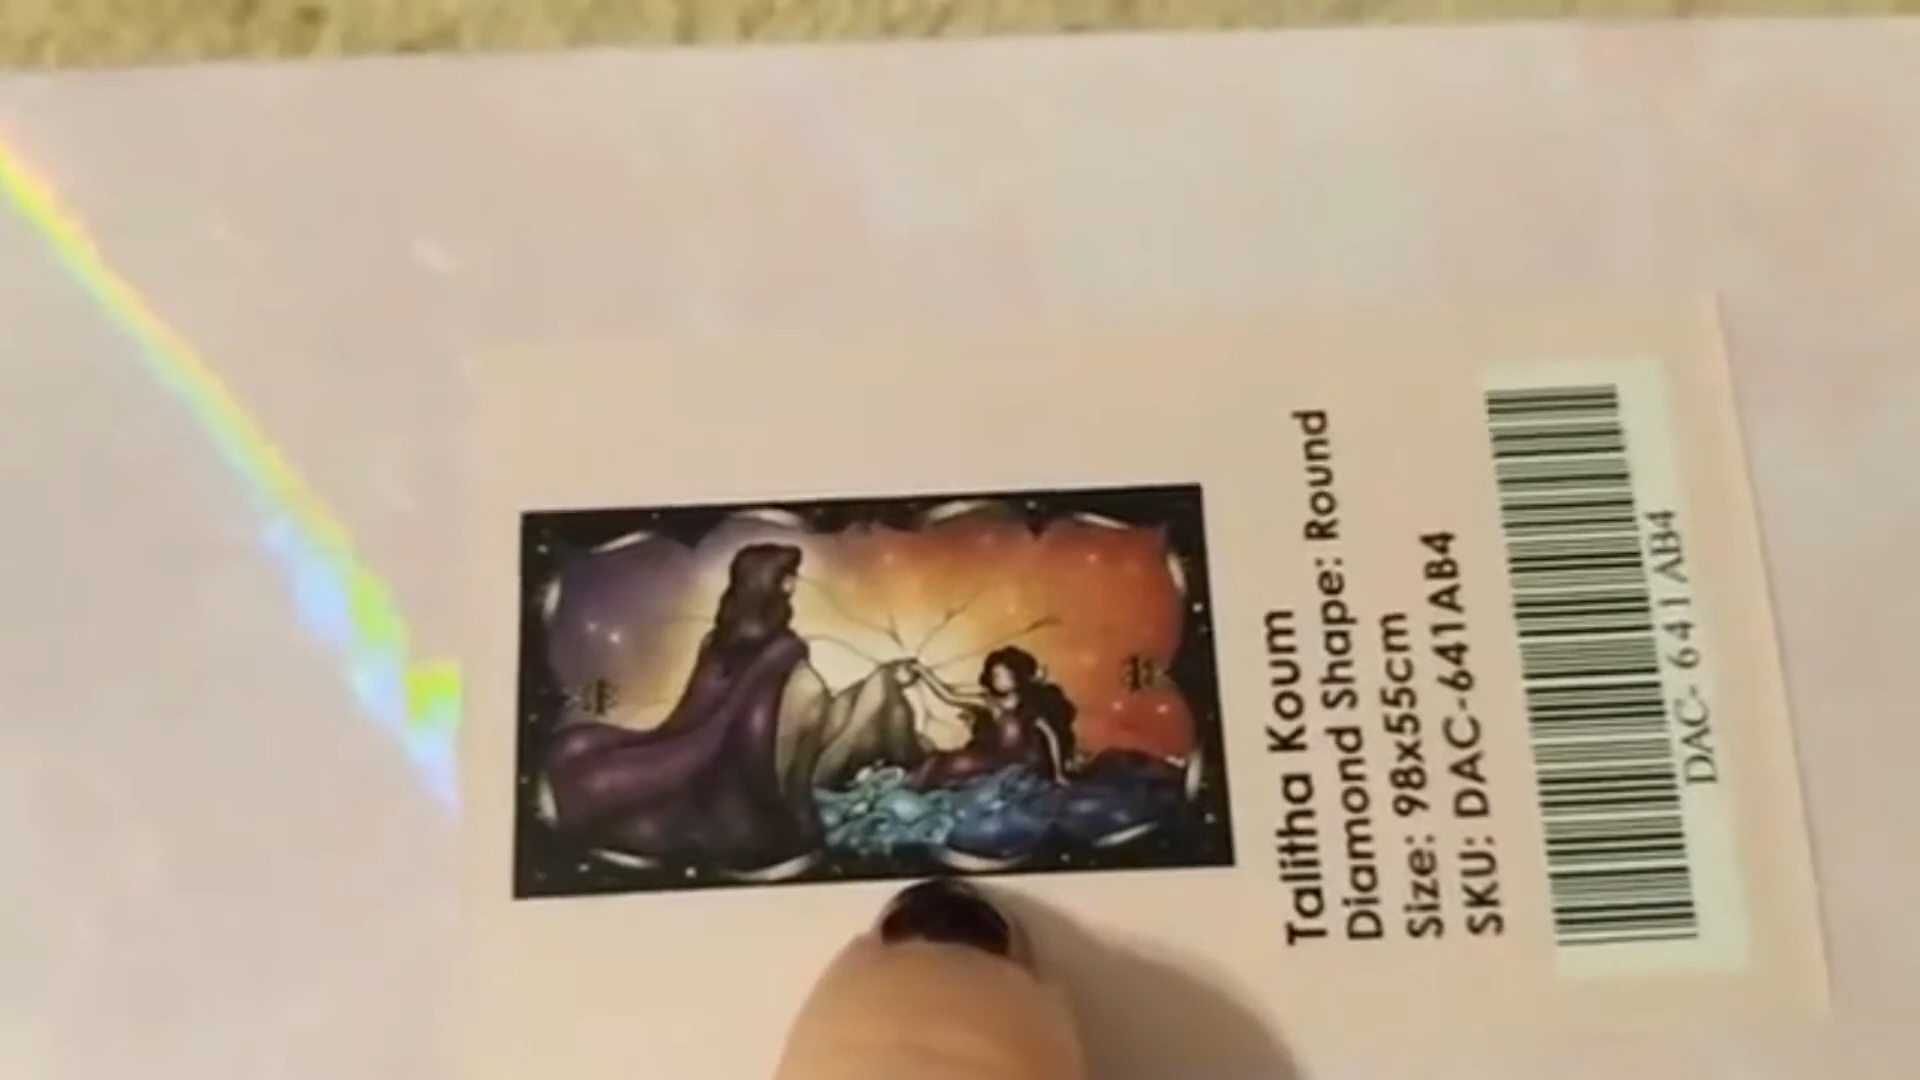 Talitha Koum
Diamond Shape: Round
Size: 98x55cm
SKU: DAC-641AB4
DAC- 641AB4